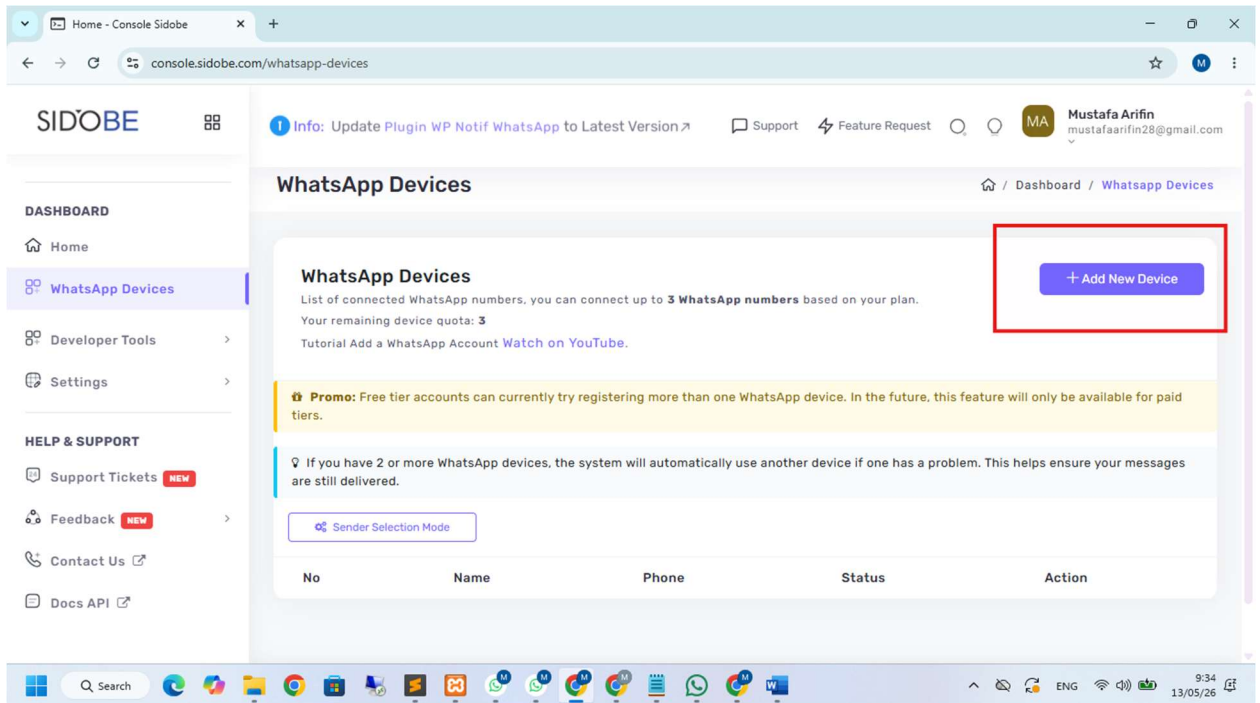 Home - Console Sidobe
console.sidobe.com/whatsapp-devices
M
SIDOBE
Info: Update Plugin WP Notif WhatsApp to Latest Version
Support
Feature Request
MA
Mustafa Arifin
mustafaarifin28@gmail.com
WhatsApp Devices
/ Dashboard / Whatsapp Devices
DASHBOARD
Home
WhatsApp Devices
Developer Tools
Settings
HELP & SUPPORT
Support Tickets NEW
Feedback NEW
Contact Us
Docs API
WhatsApp Devices
+ Add New Device
List of connected WhatsApp numbers, you can connect up to 3 WhatsApp numbers based on your plan.
Your remaining device quota: 3
Tutorial Add a WhatsApp Account Watch on YouTube.
Promo: Free tier accounts can currently try registering more than one WhatsApp device. In the future, this feature will only be available for paid
tiers.
If you have 2 or more WhatsApp devices, the system will automatically use another device if one has a problem. This helps ensure your messages
are still delivered.
Sender Selection Mode
No Name Phone Status Action
Search
ENG
9:34
13/05/26